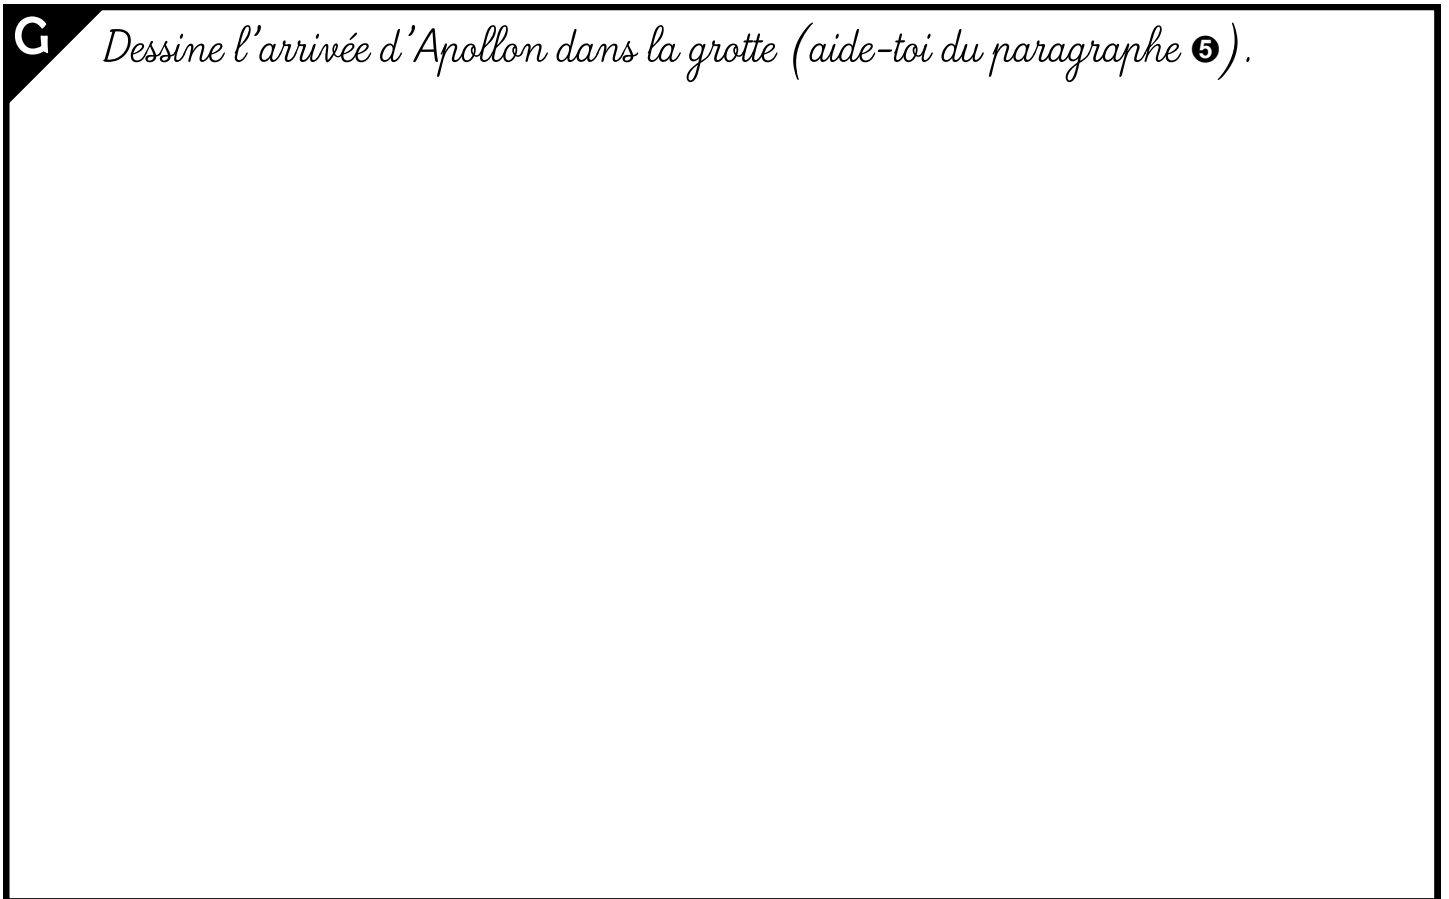 G
Dessine l’arrivée d’Apollon dans la grotte (aide-toi du paragraphe ❺).